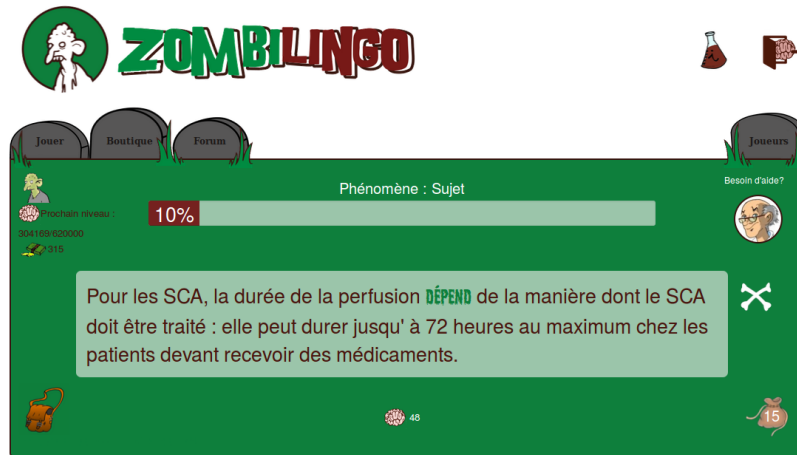 ZOMBILINGO
Jouer
Boutique
Forum
Joueurs
Phénomène : Sujet
Besoin d'aide?
Prochain niveau :
10%
304169/620000
315
Pour les SCA, la durée de la perfusion DÉPEND de la manière dont le SCA
doit être traité : elle peut durer jusqu' à 72 heures au maximum chez les
patients devant recevoir des médicaments.
48
15